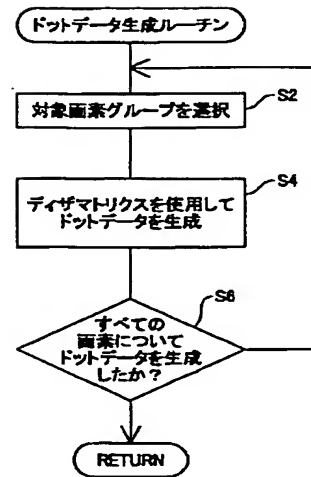 ドットデータ生成ルーチン
対象画素グループを選択
S2
ディザマトリクスを使用して
ドットデータを生成
S4
すべての
画素について
ドットデータを生成
したか?
S6
RETURN